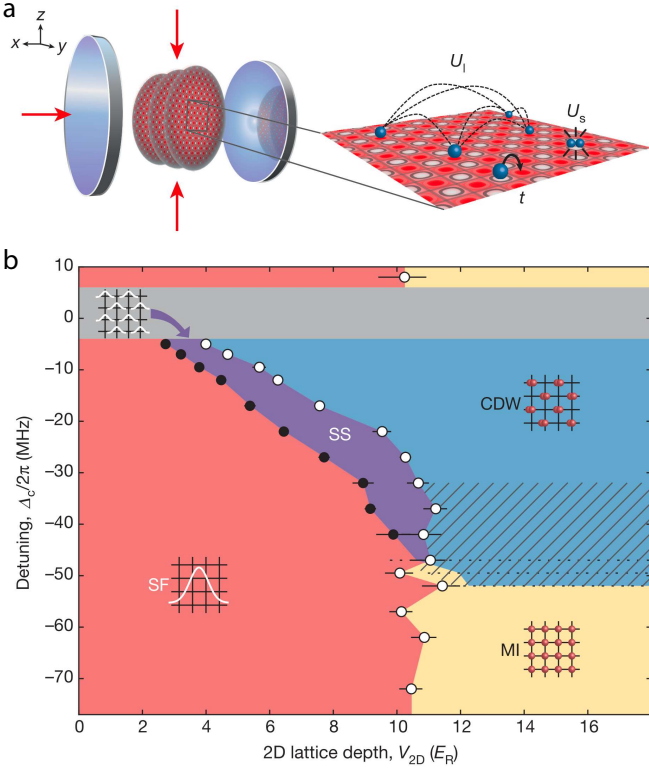 a
z
x
y
U_l
U_s
t
b
10
0
−10
−20
−30
−40
−50
−60
−70
Detuning, Δ_c/2π (MHz)
SS
CDW
SF
MI
0 2 4 6 8 10 12 14 16
2D lattice depth, V_2D (E_R)